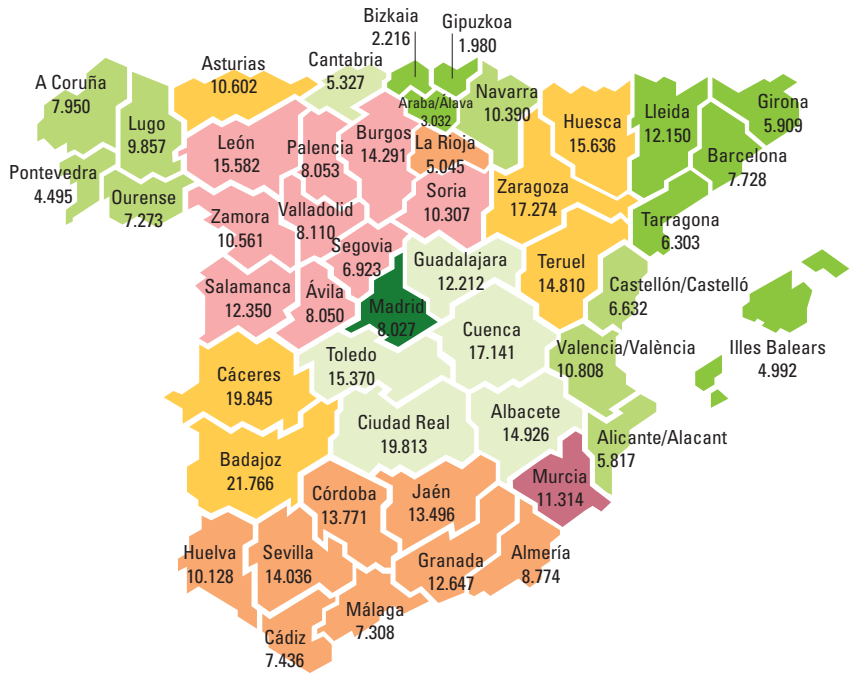 Bizkaia
2.216
Gipuzkoa
1.980
Asturias
10.602
Cantabria
5.327
A Coruña
7.950
Lugo
9.857
Araba/Álava
3.032
Navarra
10.390
Huesca
15.636
Lleida
12.150
Girona
5.909
León
15.582
Palencia
8.053
Burgos
14.291
La Rioja
5.045
Barcelona
7.728
Pontevedra
4.495
Ourense
7.273
Zamora
10.561
Valladolid
8.110
Soria
10.307
Zaragoza
17.274
Tarragona
6.303
Segovia
6.923
Guadalajara
12.212
Teruel
14.810
Castellón/Castelló
6.632
Salamanca
12.350
Ávila
8.050
Madrid
8.027
Cuenca
17.141
Toledo
15.370
Valencia/València
10.808
Illes Balears
4.992
Cáceres
19.845
Ciudad Real
19.813
Albacete
14.926
Alicante/Alacant
5.817
Badajoz
21.766
Murcia
11.314
Córdoba
13.771
Jaén
13.496
Huelva
10.128
Sevilla
14.036
Granada
12.647
Almería
8.774
Málaga
7.308
Cádiz
7.436